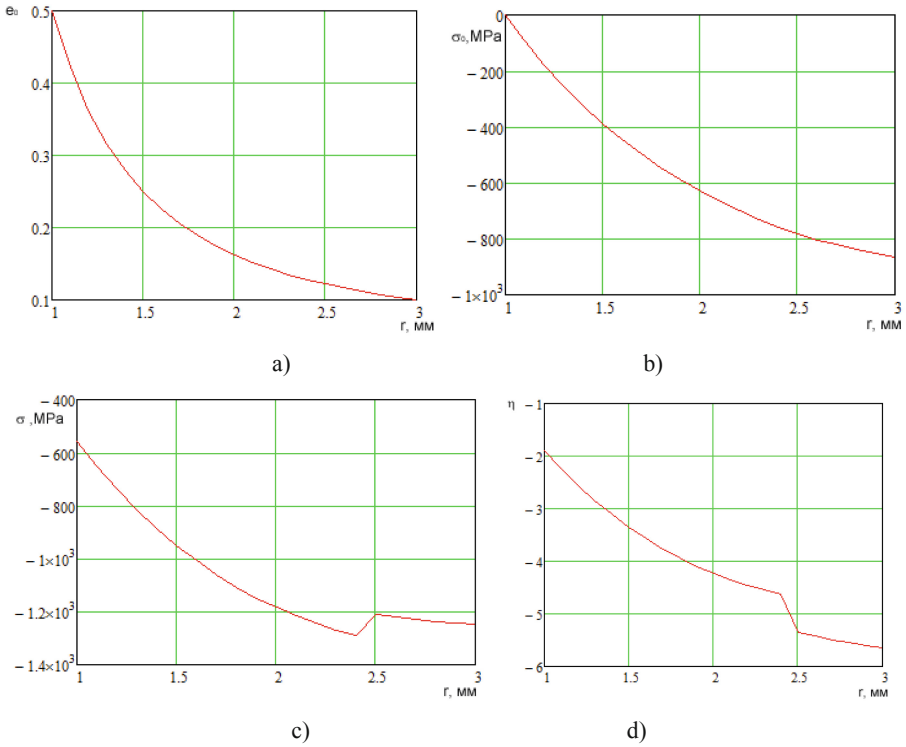 e₀
0.5
0.4
0.3
0.2
0.1
1 1.5 2 2.5 3
r, мм
a)
σ₀,MPa
0
− 200
− 400
− 600
− 800
− 1×10³
1 1.5 2 2.5 3
r, мм
b)
σ ,MPa
− 400
− 600
− 800
− 1×10³
− 1.2×10³
− 1.4×10³
1 1.5 2 2.5 3
r, мм
c)
η
− 1
− 2
− 3
− 4
− 5
− 6
1 1.5 2 2.5 3
r, мм
d)